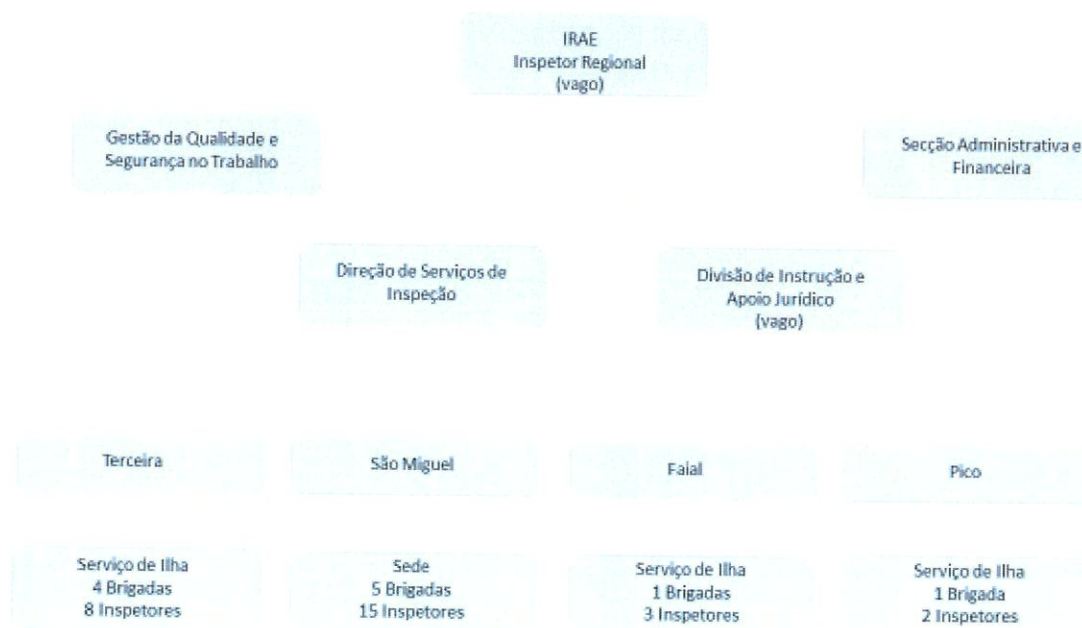 IRAE
Inspetor Regional
(vago)
Gestão da Qualidade e
Segurança no Trabalho
Secção Administrativa e
Financeira
Direção de Serviços de
Inspeção
Divisão de Instrução e
Apoio Jurídico
(vago)
Terceira
São Miguel
Faial
Pico
Serviço de Ilha
4 Brigadas
8 Inspetores
Sede
5 Brigadas
15 Inspetores
Serviço de Ilha
1 Brigadas
3 Inspetores
Serviço de Ilha
1 Brigada
2 Inspetores